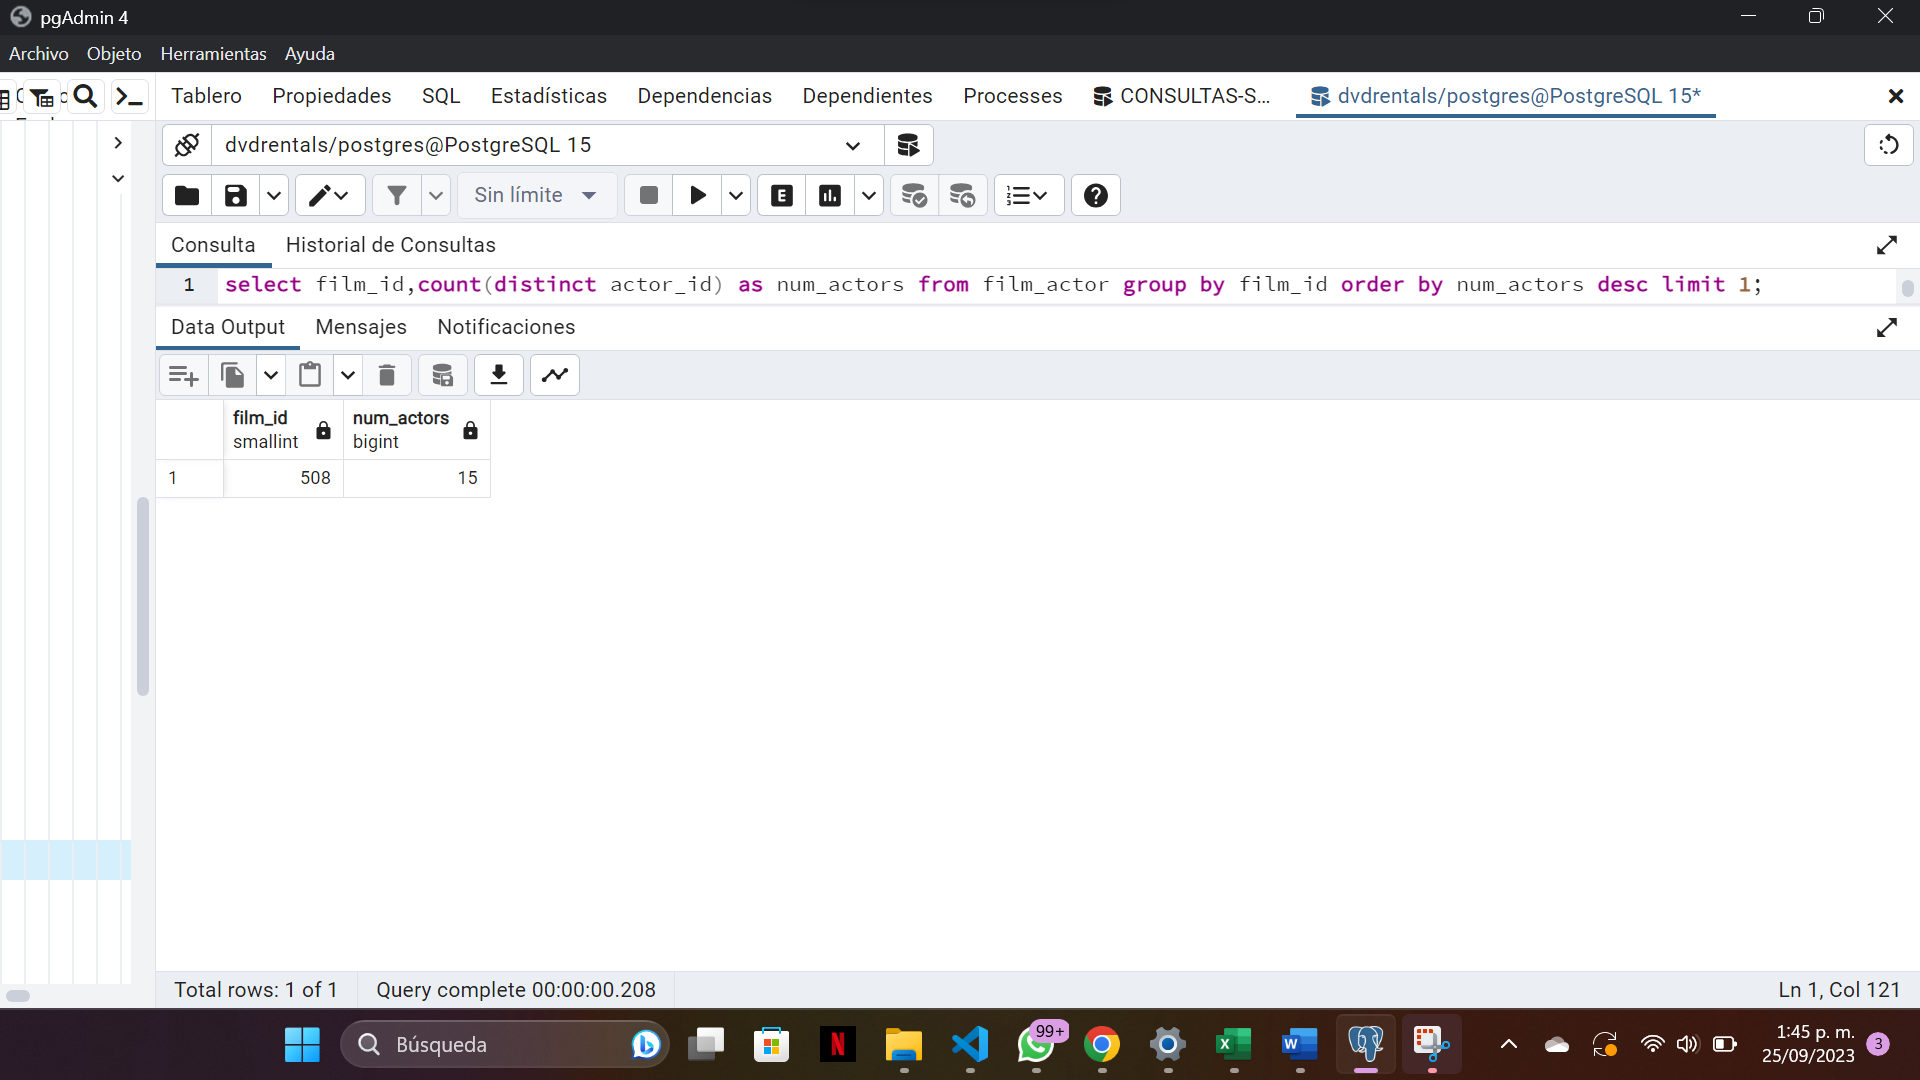 pgAdmin 4
Archivo Objeto Herramientas Ayuda
Tablero Propiedades SQL Estadísticas Dependencias Dependientes Processes CONSULTAS-S... dvdrentals/postgres@PostgreSQL 15*
dvdrentals/postgres@PostgreSQL 15
Sin límite E
Consulta Historial de Consultas
1 select film_id,count(distinct actor_id) as num_actors from film_actor group by film_id order by num_actors desc limit 1;
Data Output Mensajes Notificaciones
film_id num_actors
smallint bigint
1 508 15
Total rows: 1 of 1 Query complete 00:00:00.208 Ln 1, Col 121
Búsqueda 99+ 1:45 p. m.
25/09/2023 3